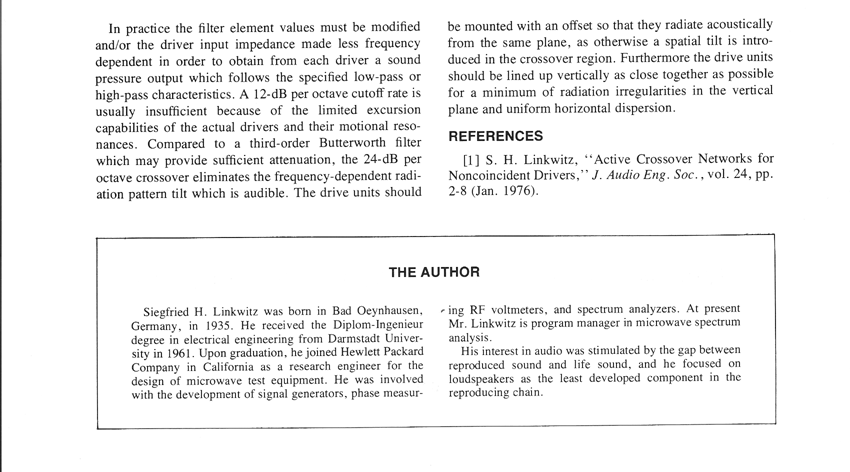 In practice the filter element values must be modified
and/or the driver input impedance made less frequency
dependent in order to obtain from each driver a sound
pressure output which follows the specified low-pass or
high-pass characteristics. A 12-dB per octave cutoff rate is
usually insufficient because of the limited excursion
capabilities of the actual drivers and their motional reso-
nances. Compared to a third-order Butterworth filter
which may provide sufficient attenuation, the 24-dB per
octave crossover eliminates the frequency-dependent radi-
ation pattern tilt which is audible. The drive units should
be mounted with an offset so that they radiate acoustically
from the same plane, as otherwise a spatial tilt is intro-
duced in the crossover region. Furthermore the drive units
should be lined up vertically as close together as possible
for a minimum of radiation irregularities in the vertical
plane and uniform horizontal dispersion.
REFERENCES
[1] S. H. Linkwitz, ‘‘Active Crossover Networks for
Noncoincident Drivers,’’ J. Audio Eng. Soc., vol. 24, pp.
2-8 (Jan. 1976).
THE AUTHOR
Siegfried H. Linkwitz was born in Bad Oeynhausen,
Germany, in 1935. He received the Diplom-Ingenieur
degree in electrical engineering from Darmstadt Univer-
sity in 1961. Upon graduation, he joined Hewlett Packard
Company in California as a research engineer for the
design of microwave test equipment. He was involved
with the development of signal generators, phase measur-
ing RF voltmeters, and spectrum analyzers. At present
Mr. Linkwitz is program manager in microwave spectrum
analysis.
His interest in audio was stimulated by the gap between
reproduced sound and life sound, and he focused on
loudspeakers as the least developed component in the
reproducing chain.